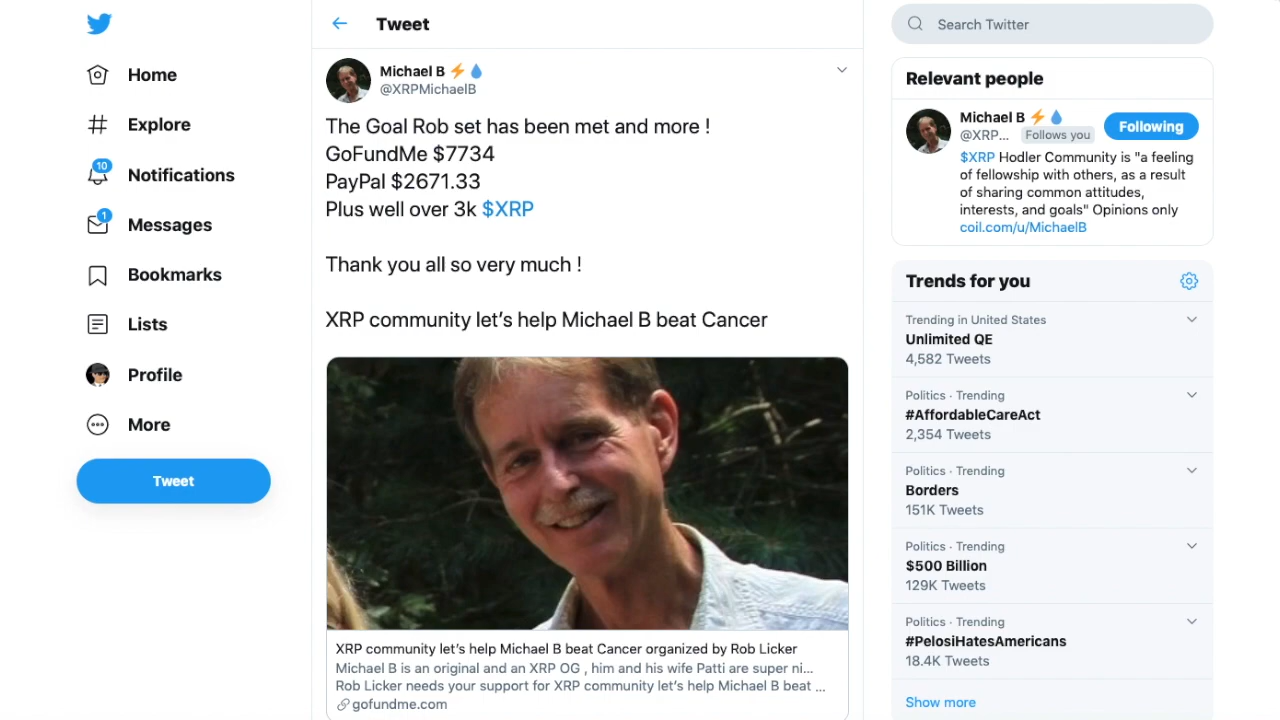 Home
Explore
10
Notifications
1
Messages
Bookmarks
Lists
Profile
More
Tweet
Tweet
Michael B ⚡💧
@XRPMichaelB
The Goal Rob set has been met and more !
GoFundMe $7734
PayPal $2671.33
Plus well over 3k $XRP
Thank you all so very much !
XRP community let’s help Michael B beat Cancer
XRP community let’s help Michael B beat Cancer organized by Rob Licker
Michael B is an original and an XRP OG , him and his wife Patti are super ni...
Rob Licker needs your support for XRP community let’s help Michael B beat ...
gofundme.com
Search Twitter
Relevant people
Michael B ⚡💧
@XRP... Follows you
Following
$XRP Hodler Community is "a feeling
of fellowship with others, as a result
of sharing common attitudes,
interests, and goals" Opinions only
coil.com/u/MichaelB
Trends for you
Trending in United States
Unlimited QE
4,582 Tweets
Politics · Trending
#AffordableCareAct
2,354 Tweets
Politics · Trending
Borders
151K Tweets
Politics · Trending
$500 Billion
129K Tweets
Politics · Trending
#PelosiHatesAmericans
18.4K Tweets
Show more